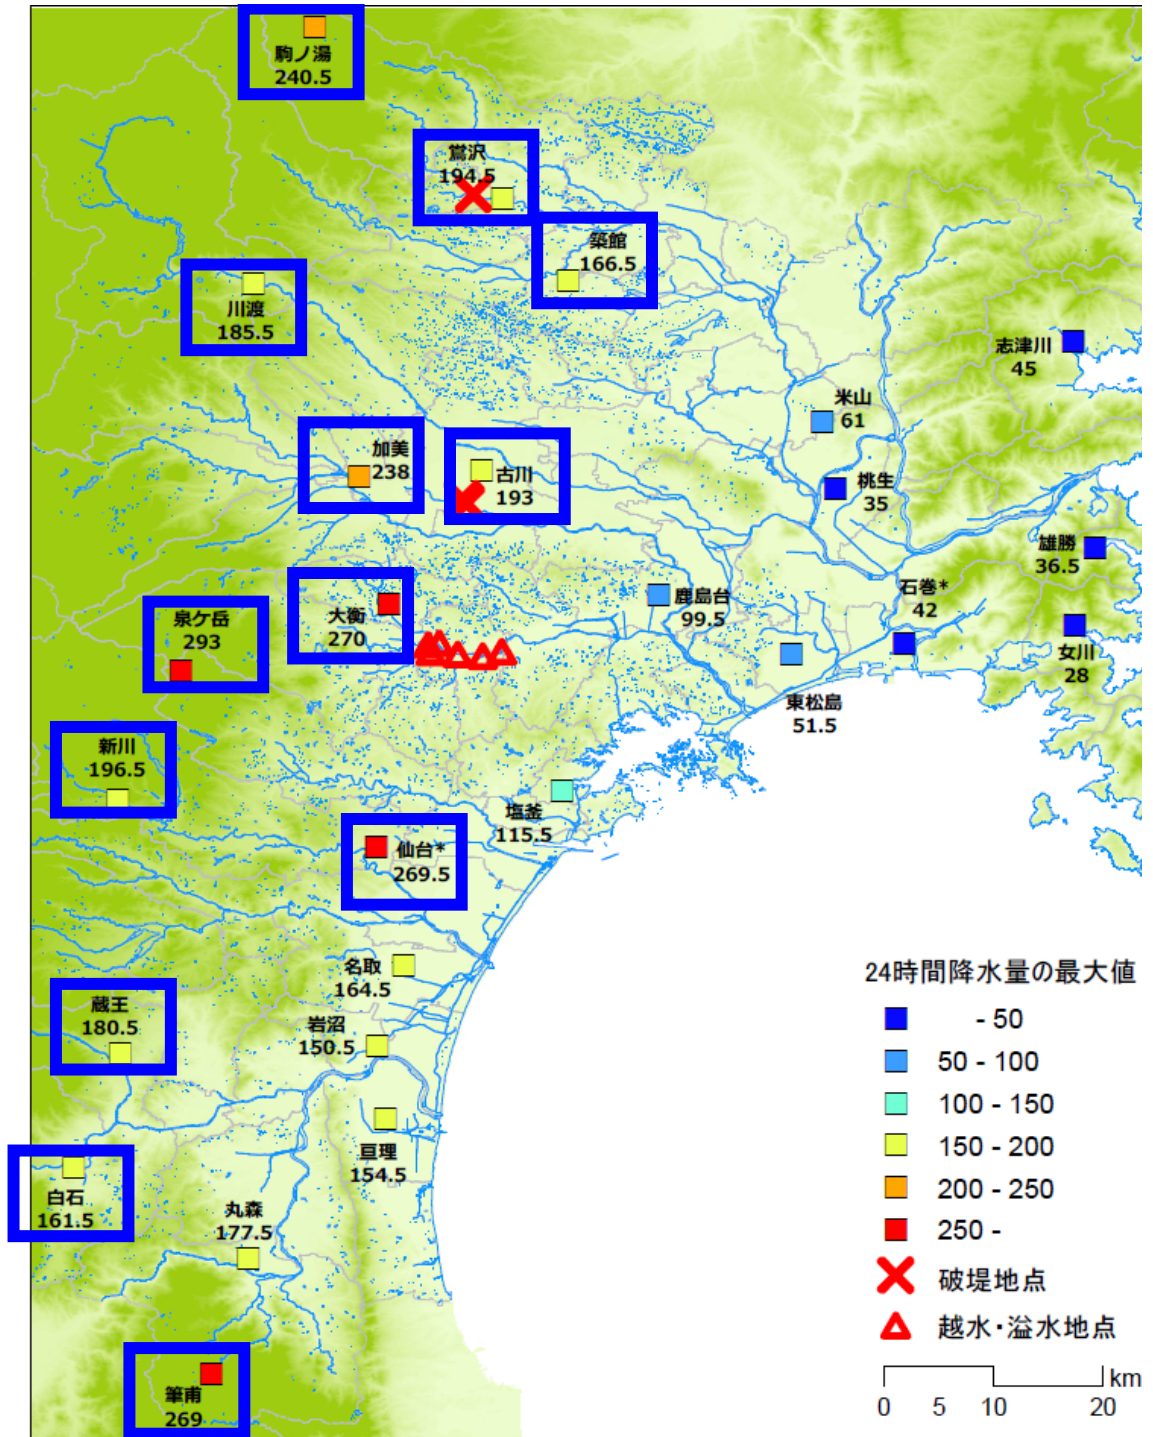 駒ノ湯
240.5
鶯沢
194.5
築館
166.5
川渡
185.5
志津川
45
米山
61
加美
238
古川
193
桃生
35
雄勝
36.5
石巻*
42
鹿島台
99.5
大衡
270
泉ケ岳
293
女川
28
東松島
51.5
新川
196.5
塩釜
115.5
仙台*
269.5
名取
164.5
蔵王
180.5
岩沼
150.5
亘理
154.5
白石
161.5
丸森
177.5
筆甫
269
24時間降水量の最大値
- 50
50 - 100
100 - 150
150 - 200
200 - 250
250 -
破堤地点
越水・溢水地点
km
0 5 10 20